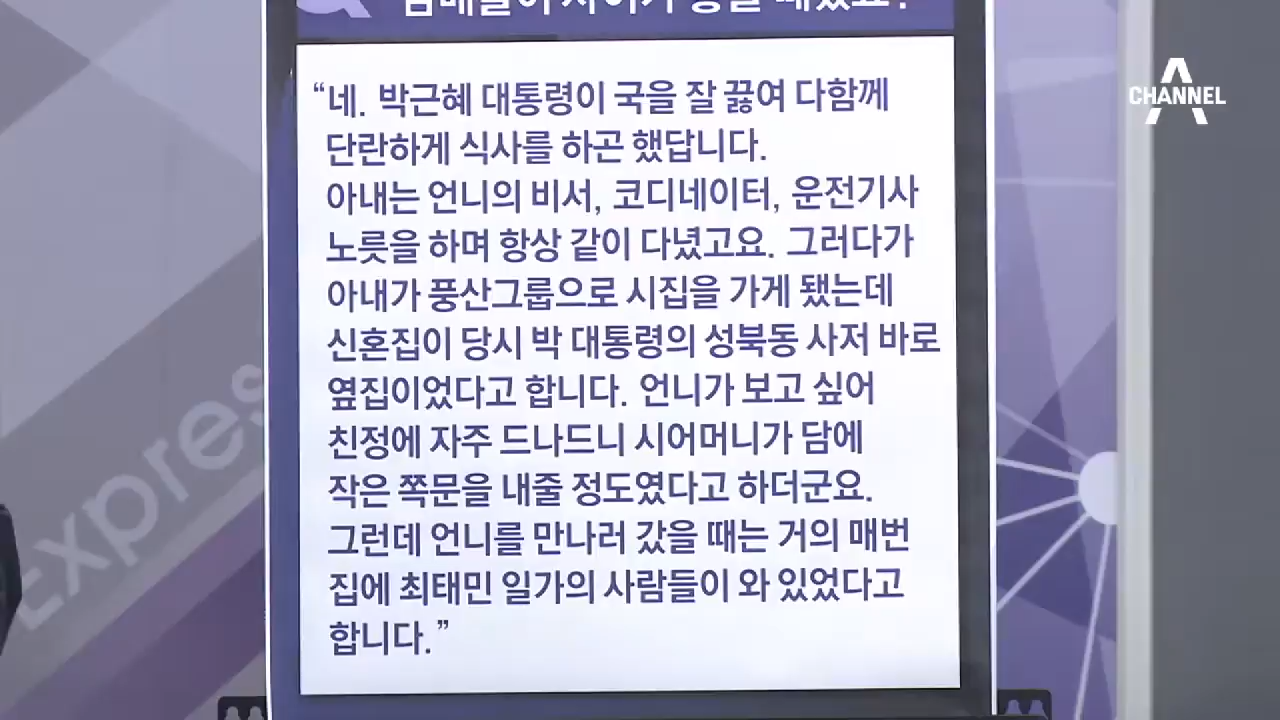 “네. 박근혜 대통령이 국을 잘 끓여 다함께
단란하게 식사를 하곤 했답니다.
아내는 언니의 비서, 코디네이터, 운전기사
노릇을 하며 항상 같이 다녔고요. 그러다가
아내가 풍산그룹으로 시집을 가게 됐는데
신혼집이 당시 박 대통령의 성북동 사저 바로
옆집이었다고 합니다. 언니가 보고 싶어
친정에 자주 드나드니 시어머니가 담에
작은 쪽문을 내줄 정도였다고 하더군요.
그런데 언니를 만나러 갔을 때는 거의 매번
집에 최태민 일가의 사람들이 와 있었다고
합니다.”
CHANNEL A
Expres